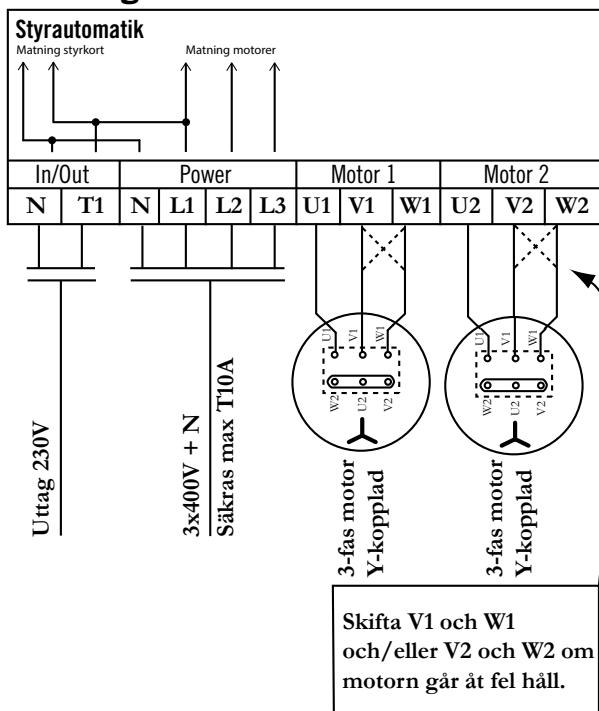 Styrautomatik
Matning styrkort Matning motorer
In/Out Power Motor 1 Motor 2
N T1 N L1 L2 L3 U1 V1 W1 U2 V2 W2
U1 V1 W1
W2 U2 V2
U1 V1 W1
W2 U2 V2
Uttag 230V
3x400V + N
Säkras max T10A
3-fas motor
Y-kopplad
3-fas motor
Y-kopplad
Skifta V1 och W1
och/eller V2 och W2 om
motorn går åt fel håll.